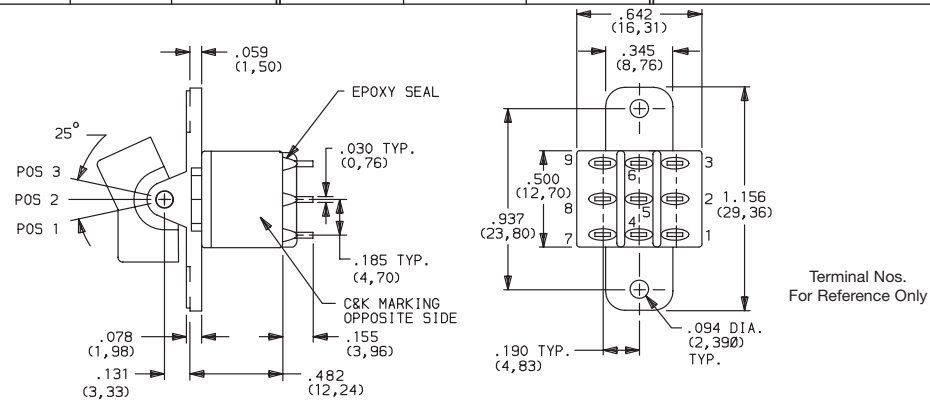 .059
(1,50)
EPOXY SEAL
25°
.030 TYP.
(0,76)
POS 3
POS 2
POS 1
.185 TYP.
(4,70)
C&K MARKING
OPPOSITE SIDE
.078
(1,98)
.155
(3,96)
.131
(3,33)
.482
(12,24)
.642
(16,31)
.345
(8,76)
9
6
3
.500
(12,70)
8
5
2
1.156
(29,36)
.937
(23,80)
7
4
1
.190 TYP.
(4,83)
.094 DIA.
(2,390)
TYP.
Terminal Nos.
For Reference Only